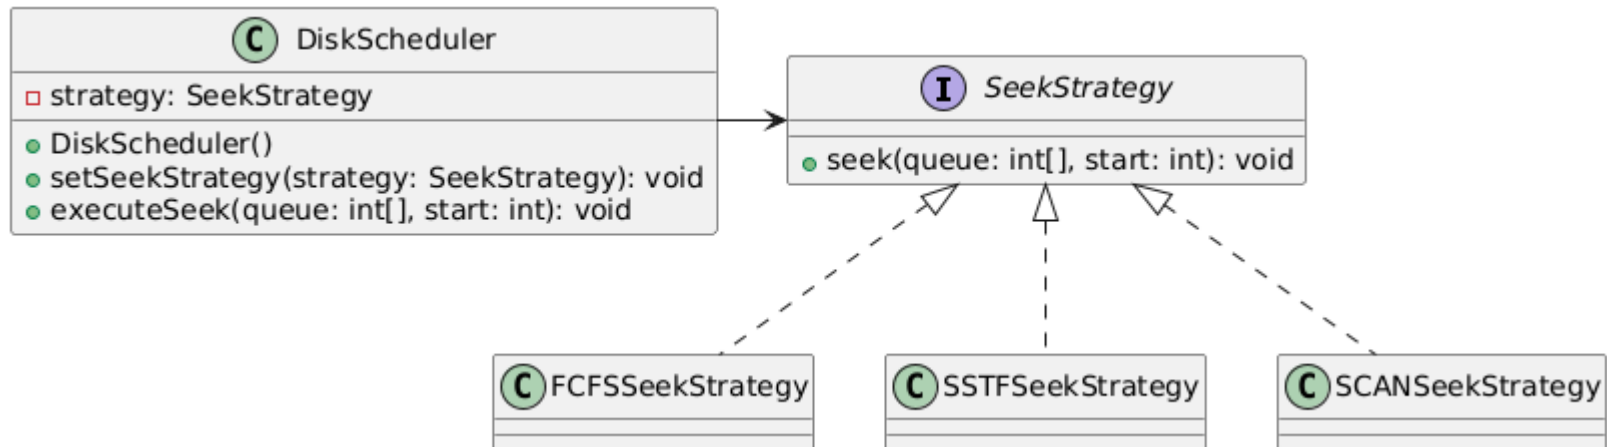 C DiskScheduler
strategy: SeekStrategy
DiskScheduler()
setSeekStrategy(strategy: SeekStrategy): void
executeSeek(queue: int[], start: int): void
I SeekStrategy
seek(queue: int[], start: int): void
C FCFSSeekStrategy
C SSTFSeekStrategy
C SCANSeekStrategy